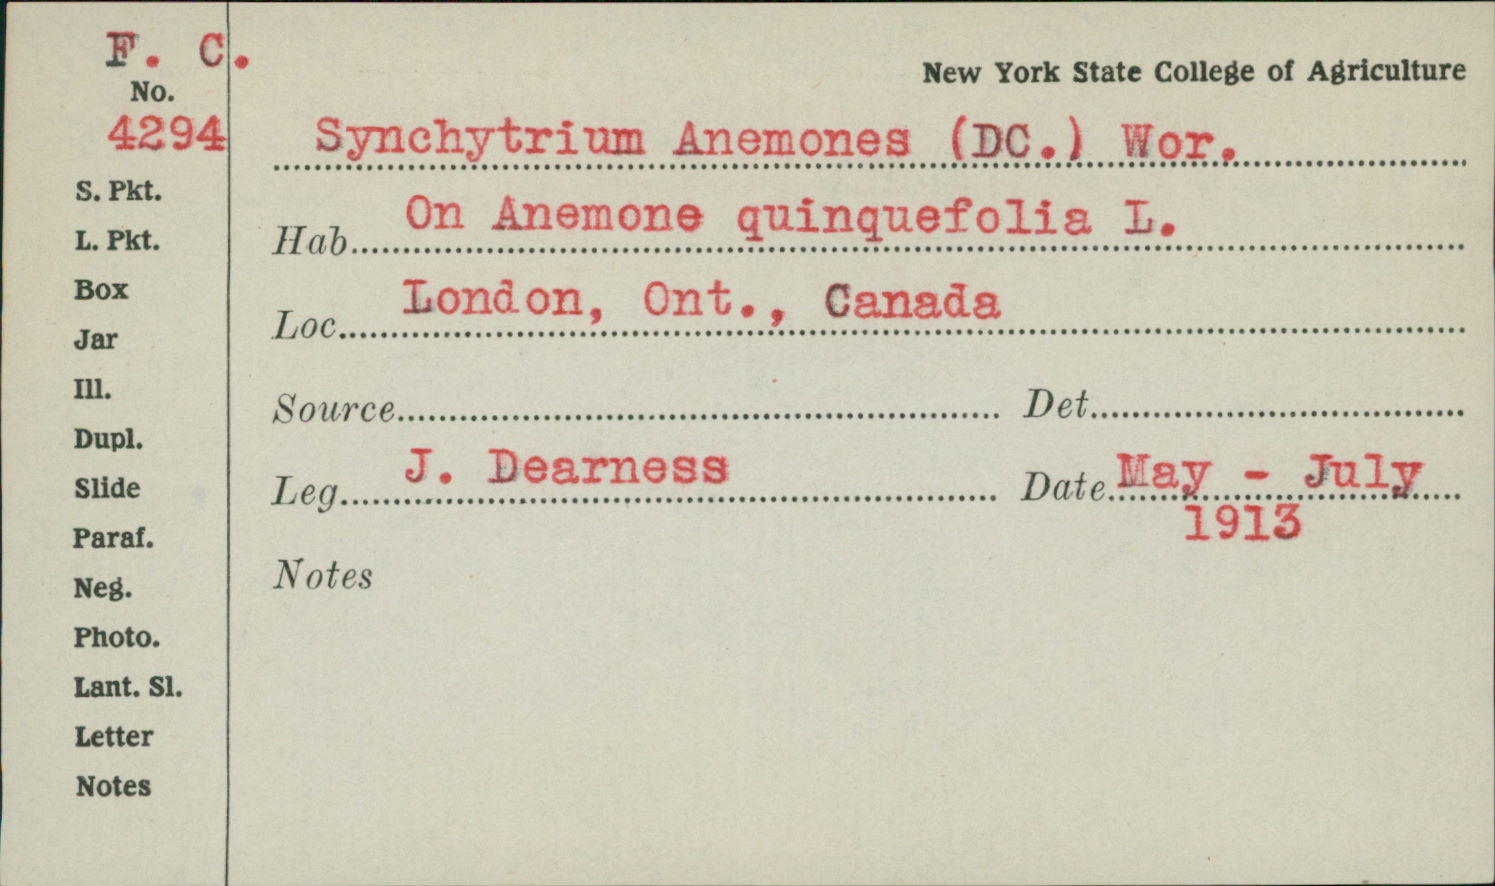 F. C.
New York State College of Agriculture
No.
4294
Synchytrium Anemones (DC.) Wor.
S. Pkt.
Hab. On Anemone quinquefolia L.
L. Pkt.
Box
Loc. London, Ont., Canada
Jar
Ill.
Source Det.
Dupl.
Slide
Leg. J. Dearness Date May - July
1913
Paraf.
Notes
Neg.
Photo.
Lant. Sl.
Letter
Notes